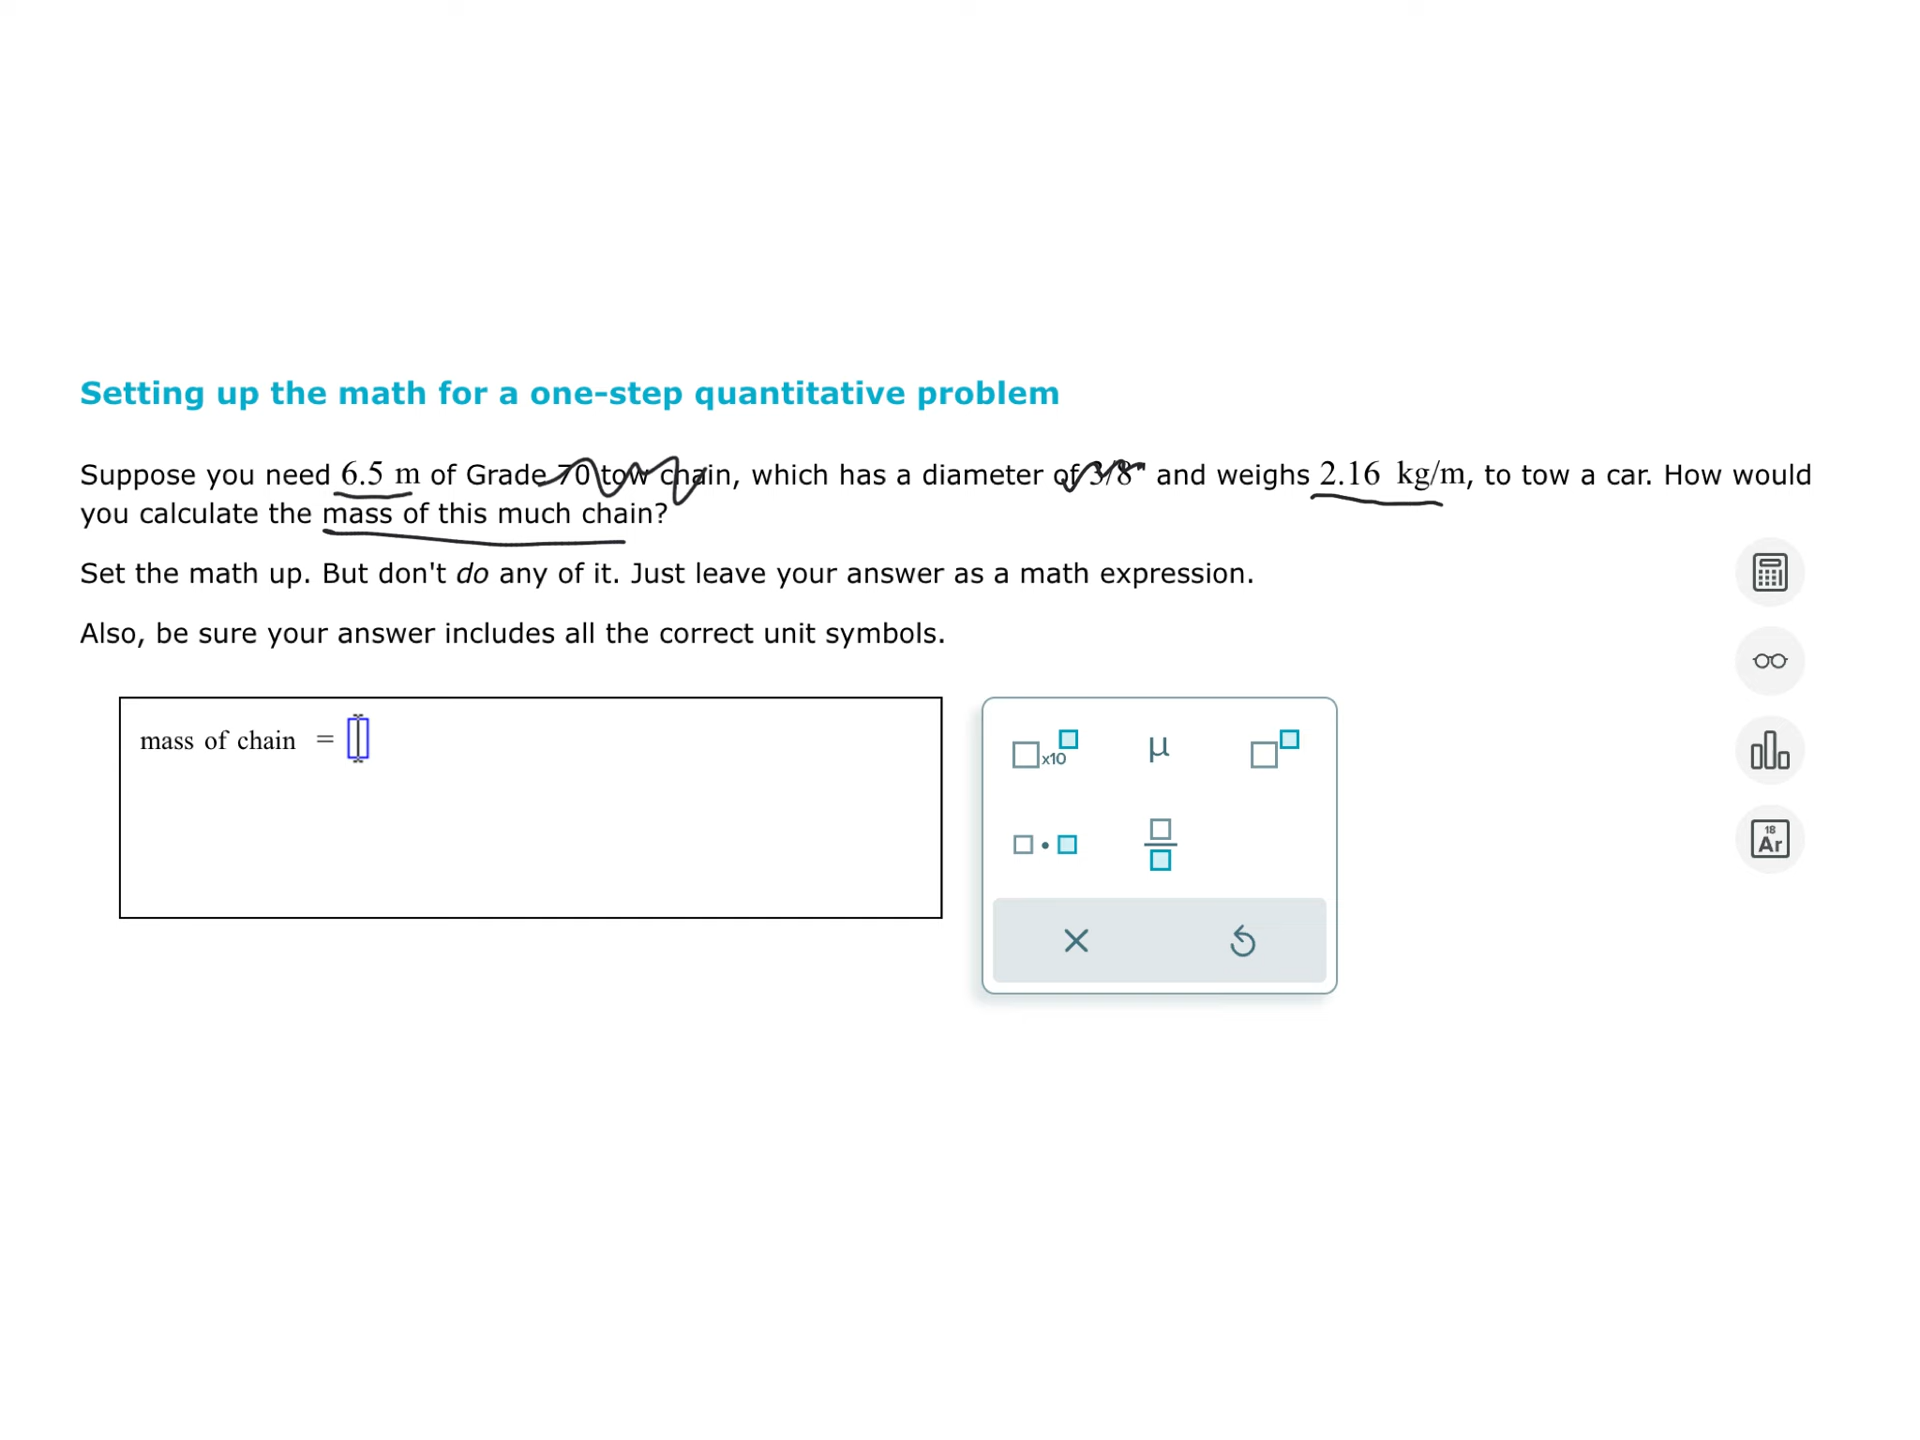 Setting up the math for a one-step quantitative problem
Suppose you need 6.5 m of Grade 70 tow chain, which has a diameter of 3/8" and weighs 2.16 kg/m, to tow a car. How would
you calculate the mass of this much chain?
Set the math up. But don't do any of it. Just leave your answer as a math expression.
Also, be sure your answer includes all the correct unit symbols.
mass of chain =
x10 μ
18
Ar